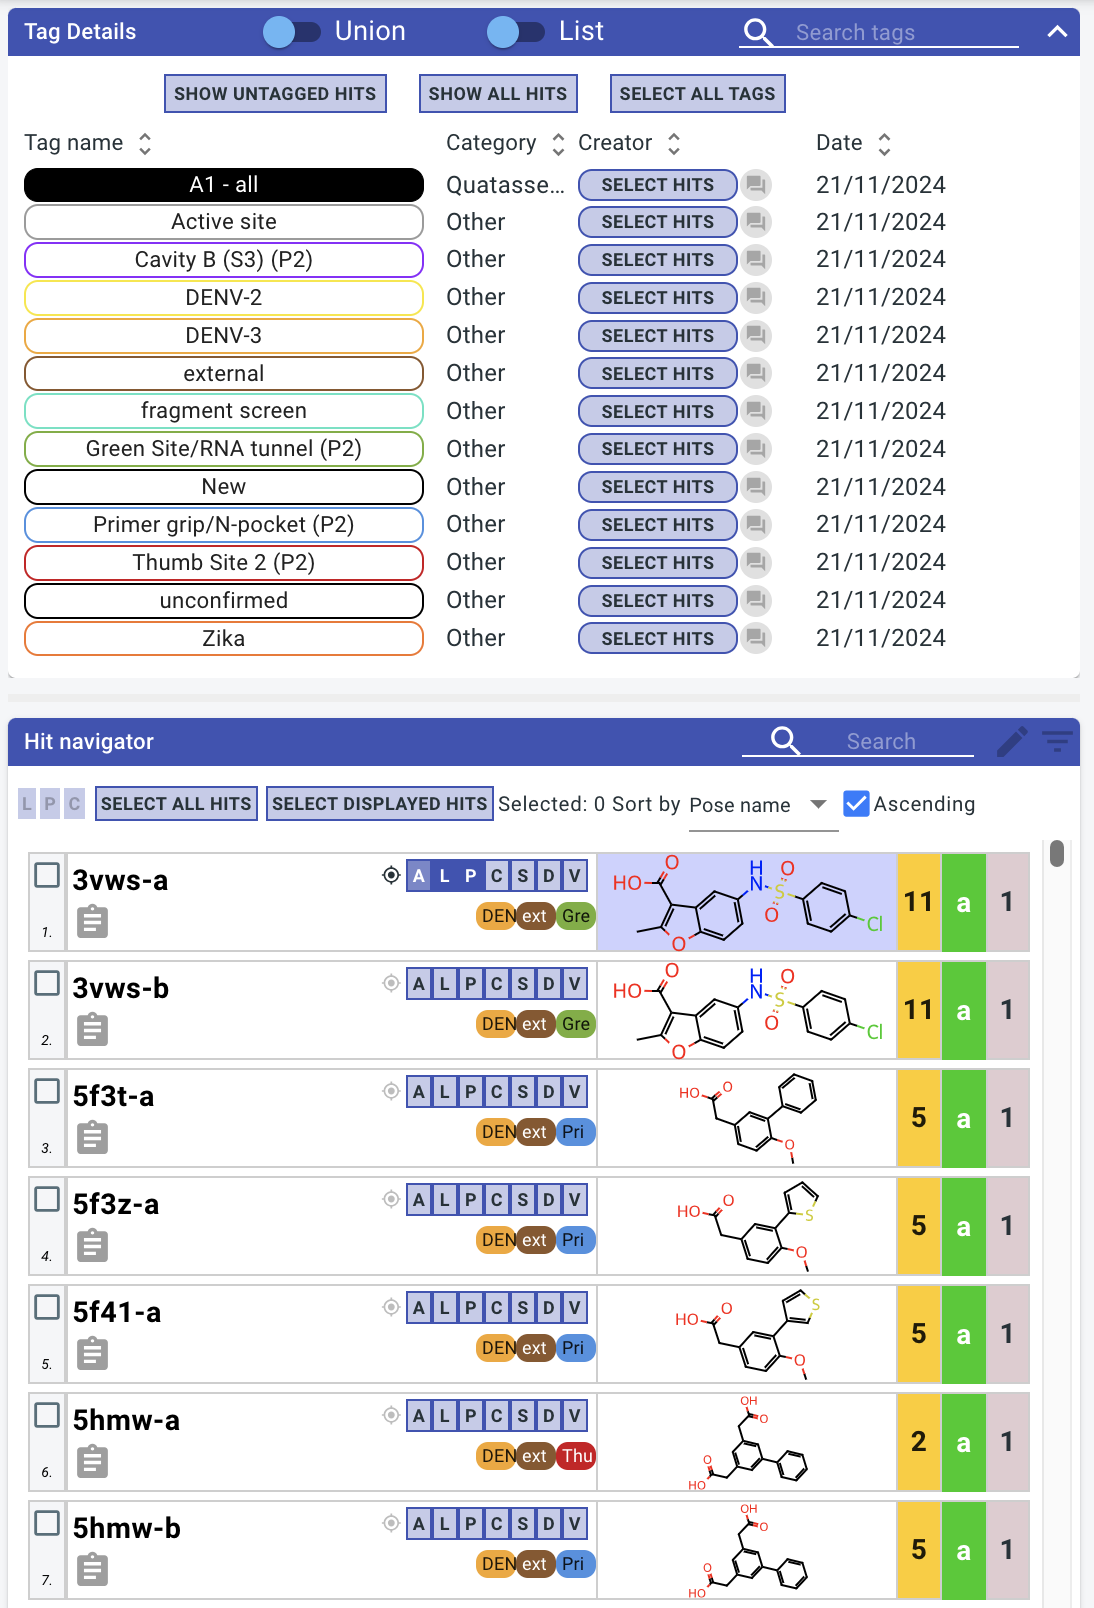 Tag Details Union List Search tags
SHOW UNTAGGED HITS SHOW ALL HITS SELECT ALL TAGS
Tag name Category Creator Date
A1 - all Quatasse... SELECT HITS 21/11/2024
Active site Other SELECT HITS 21/11/2024
Cavity B (S3) (P2) Other SELECT HITS 21/11/2024
DENV-2 Other SELECT HITS 21/11/2024
DENV-3 Other SELECT HITS 21/11/2024
external Other SELECT HITS 21/11/2024
fragment screen Other SELECT HITS 21/11/2024
Green Site/RNA tunnel (P2) Other SELECT HITS 21/11/2024
New Other SELECT HITS 21/11/2024
Primer grip/N-pocket (P2) Other SELECT HITS 21/11/2024
Thumb Site 2 (P2) Other SELECT HITS 21/11/2024
unconfirmed Other SELECT HITS 21/11/2024
Zika Other SELECT HITS 21/11/2024
Hit navigator Search
L P C SELECT ALL HITS SELECT DISPLAYED HITS Selected: 0 Sort by Pose name Ascending
3vws-a A L P C S D V
1. DEN ext Gre
HO O O H N S O O Cl
11 a 1
3vws-b A L P C S D V
2. DEN ext Gre
HO O O H N S O O Cl
11 a 1
5f3t-a A L P C S D V
3. DEN ext Pri
HO O O
5 a 1
5f3z-a A L P C S D V
4. DEN ext Pri
HO O S O
5 a 1
5f41-a A L P C S D V
5. DEN ext Pri
HO O S O
5 a 1
5hmw-a A L P C S D V
6. DEN ext Thu
OH O O HO
2 a 1
5hmw-b A L P C S D V
7. DEN ext Pri
OH O O HO
5 a 1